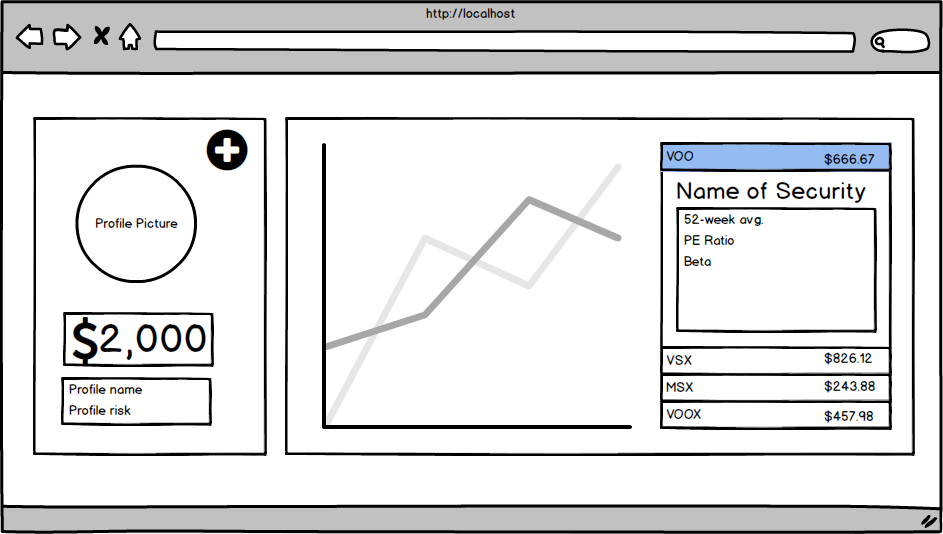 http://localhost
Profile Picture
$2,000
Profile name
Profile risk
VOO $666.67
Name of Security
52-week avg.
PE Ratio
Beta
VSX $826.12
MSX $243.88
VOOX $457.98